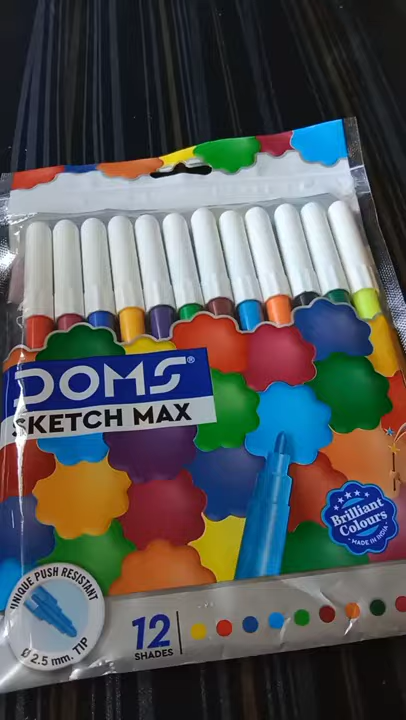 DOMS®
SKETCH MAX
Brilliant
Colours
MADE IN INDIA
UNIQUE PUSH RESISTANT
Ø 2.5 mm. TIP
12
SHADES